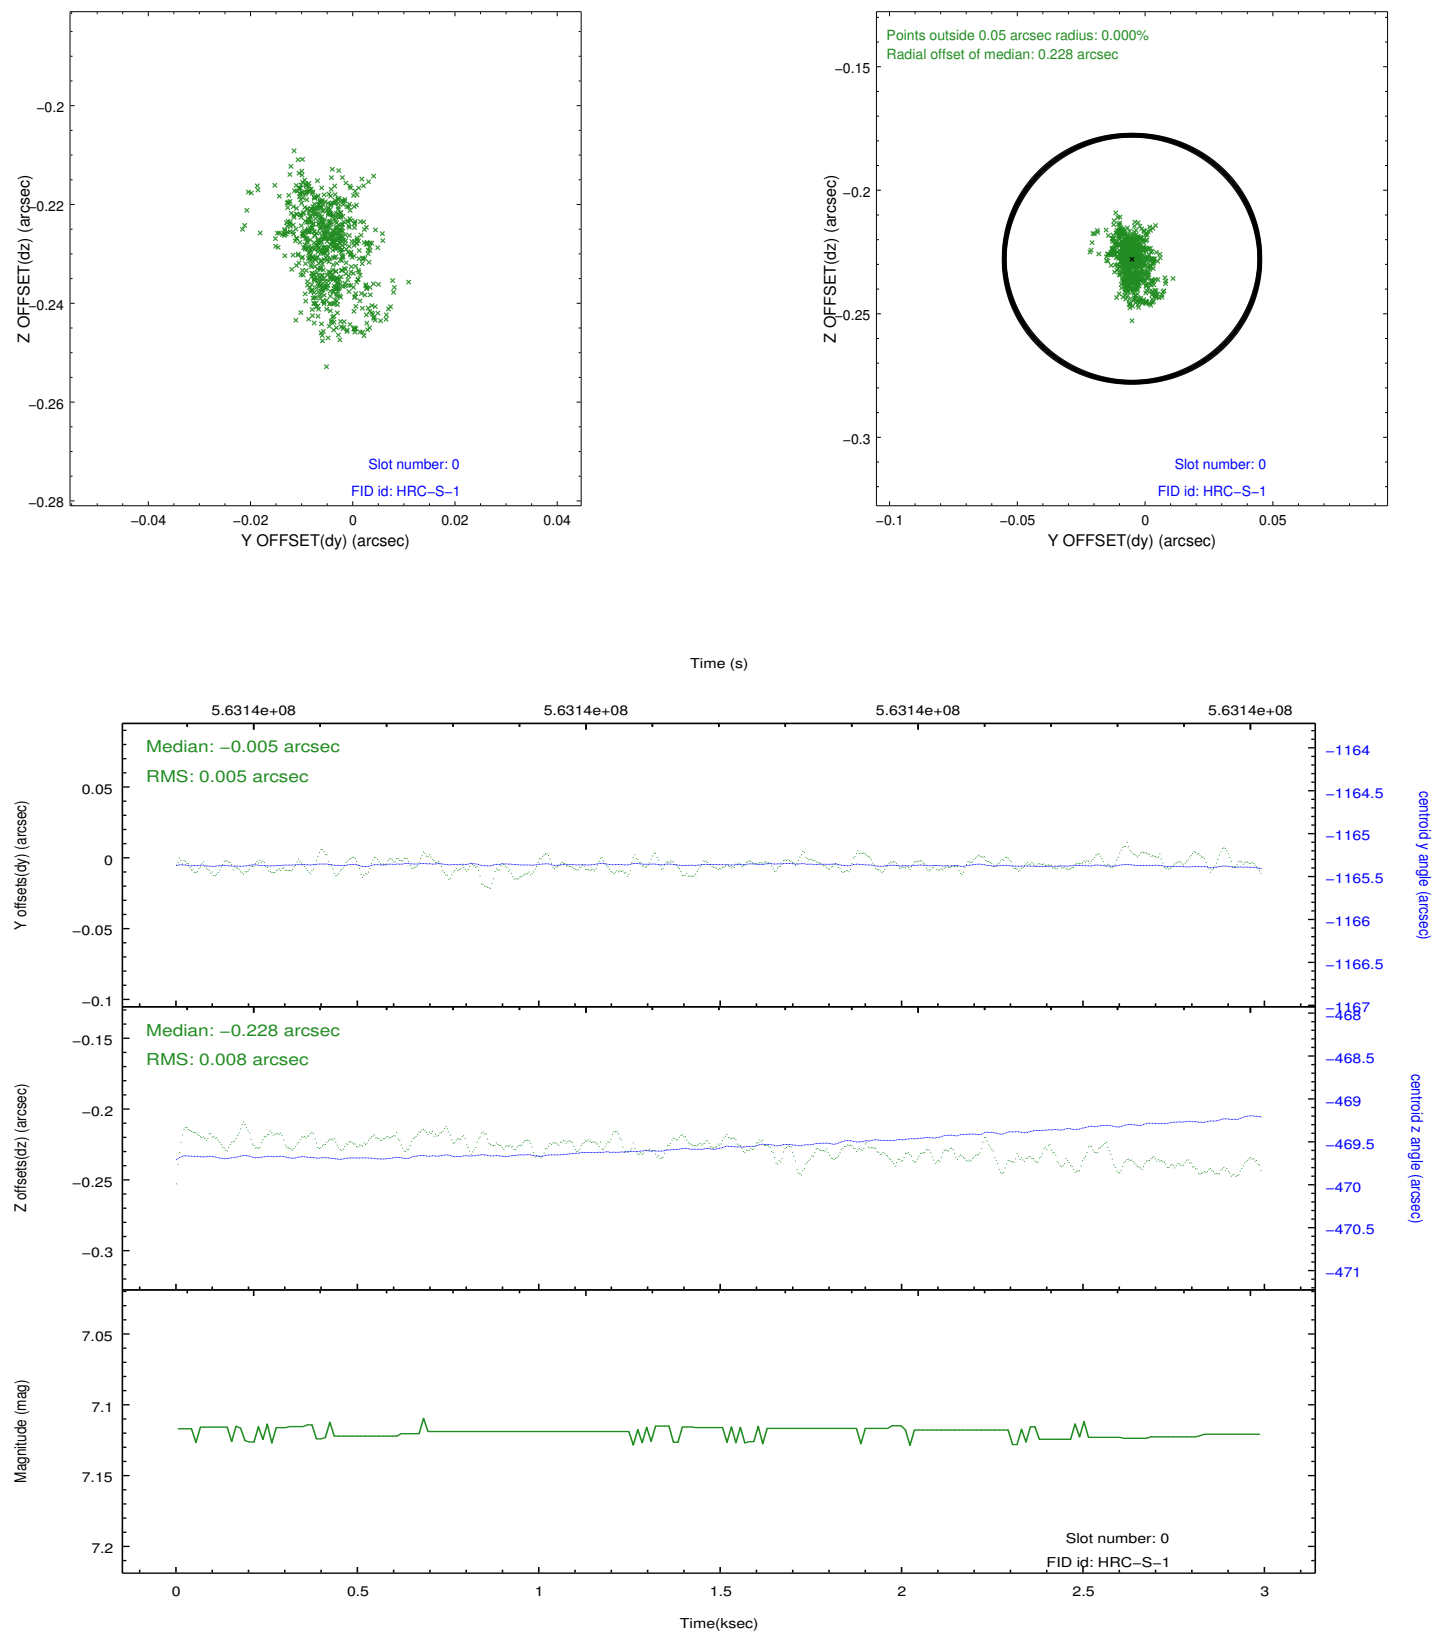 −0.2
−0.22
−0.24
−0.26
−0.28
Z OFFSET(dz) (arcsec)
Slot number: 0
FID id: HRC−S−1
−0.04
−0.02
0
0.02
0.04
Y OFFSET(dy) (arcsec)
Points outside 0.05 arcsec radius: 0.000%
Radial offset of median: 0.228 arcsec
−0.15
−0.2
−0.25
−0.3
Z OFFSET(dz) (arcsec)
Slot number: 0
FID id: HRC−S−1
−0.1
−0.05
0
0.05
Y OFFSET(dy) (arcsec)
Time (s)
5.6314e+08
5.6314e+08
5.6314e+08
5.6314e+08
Median: −0.005 arcsec
RMS: 0.005 arcsec
0.05
0
−0.05
−0.1
Y offsets(dy) (arcsec)
−1164
−1164.5
−1165
−1165.5
−1166
−1166.5
−1167
centroid y angle (arcsec)
Median: −0.228 arcsec
RMS: 0.008 arcsec
−0.15
−0.2
−0.25
−0.3
Z offsets(dz) (arcsec)
−468
−468.5
−469
−469.5
−470
−470.5
−471
centroid z angle (arcsec)
7.05
7.1
7.15
7.2
Magnitude (mag)
Slot number: 0
FID id: HRC−S−1
0
0.5
1
1.5
2
2.5
3
Time(ksec)